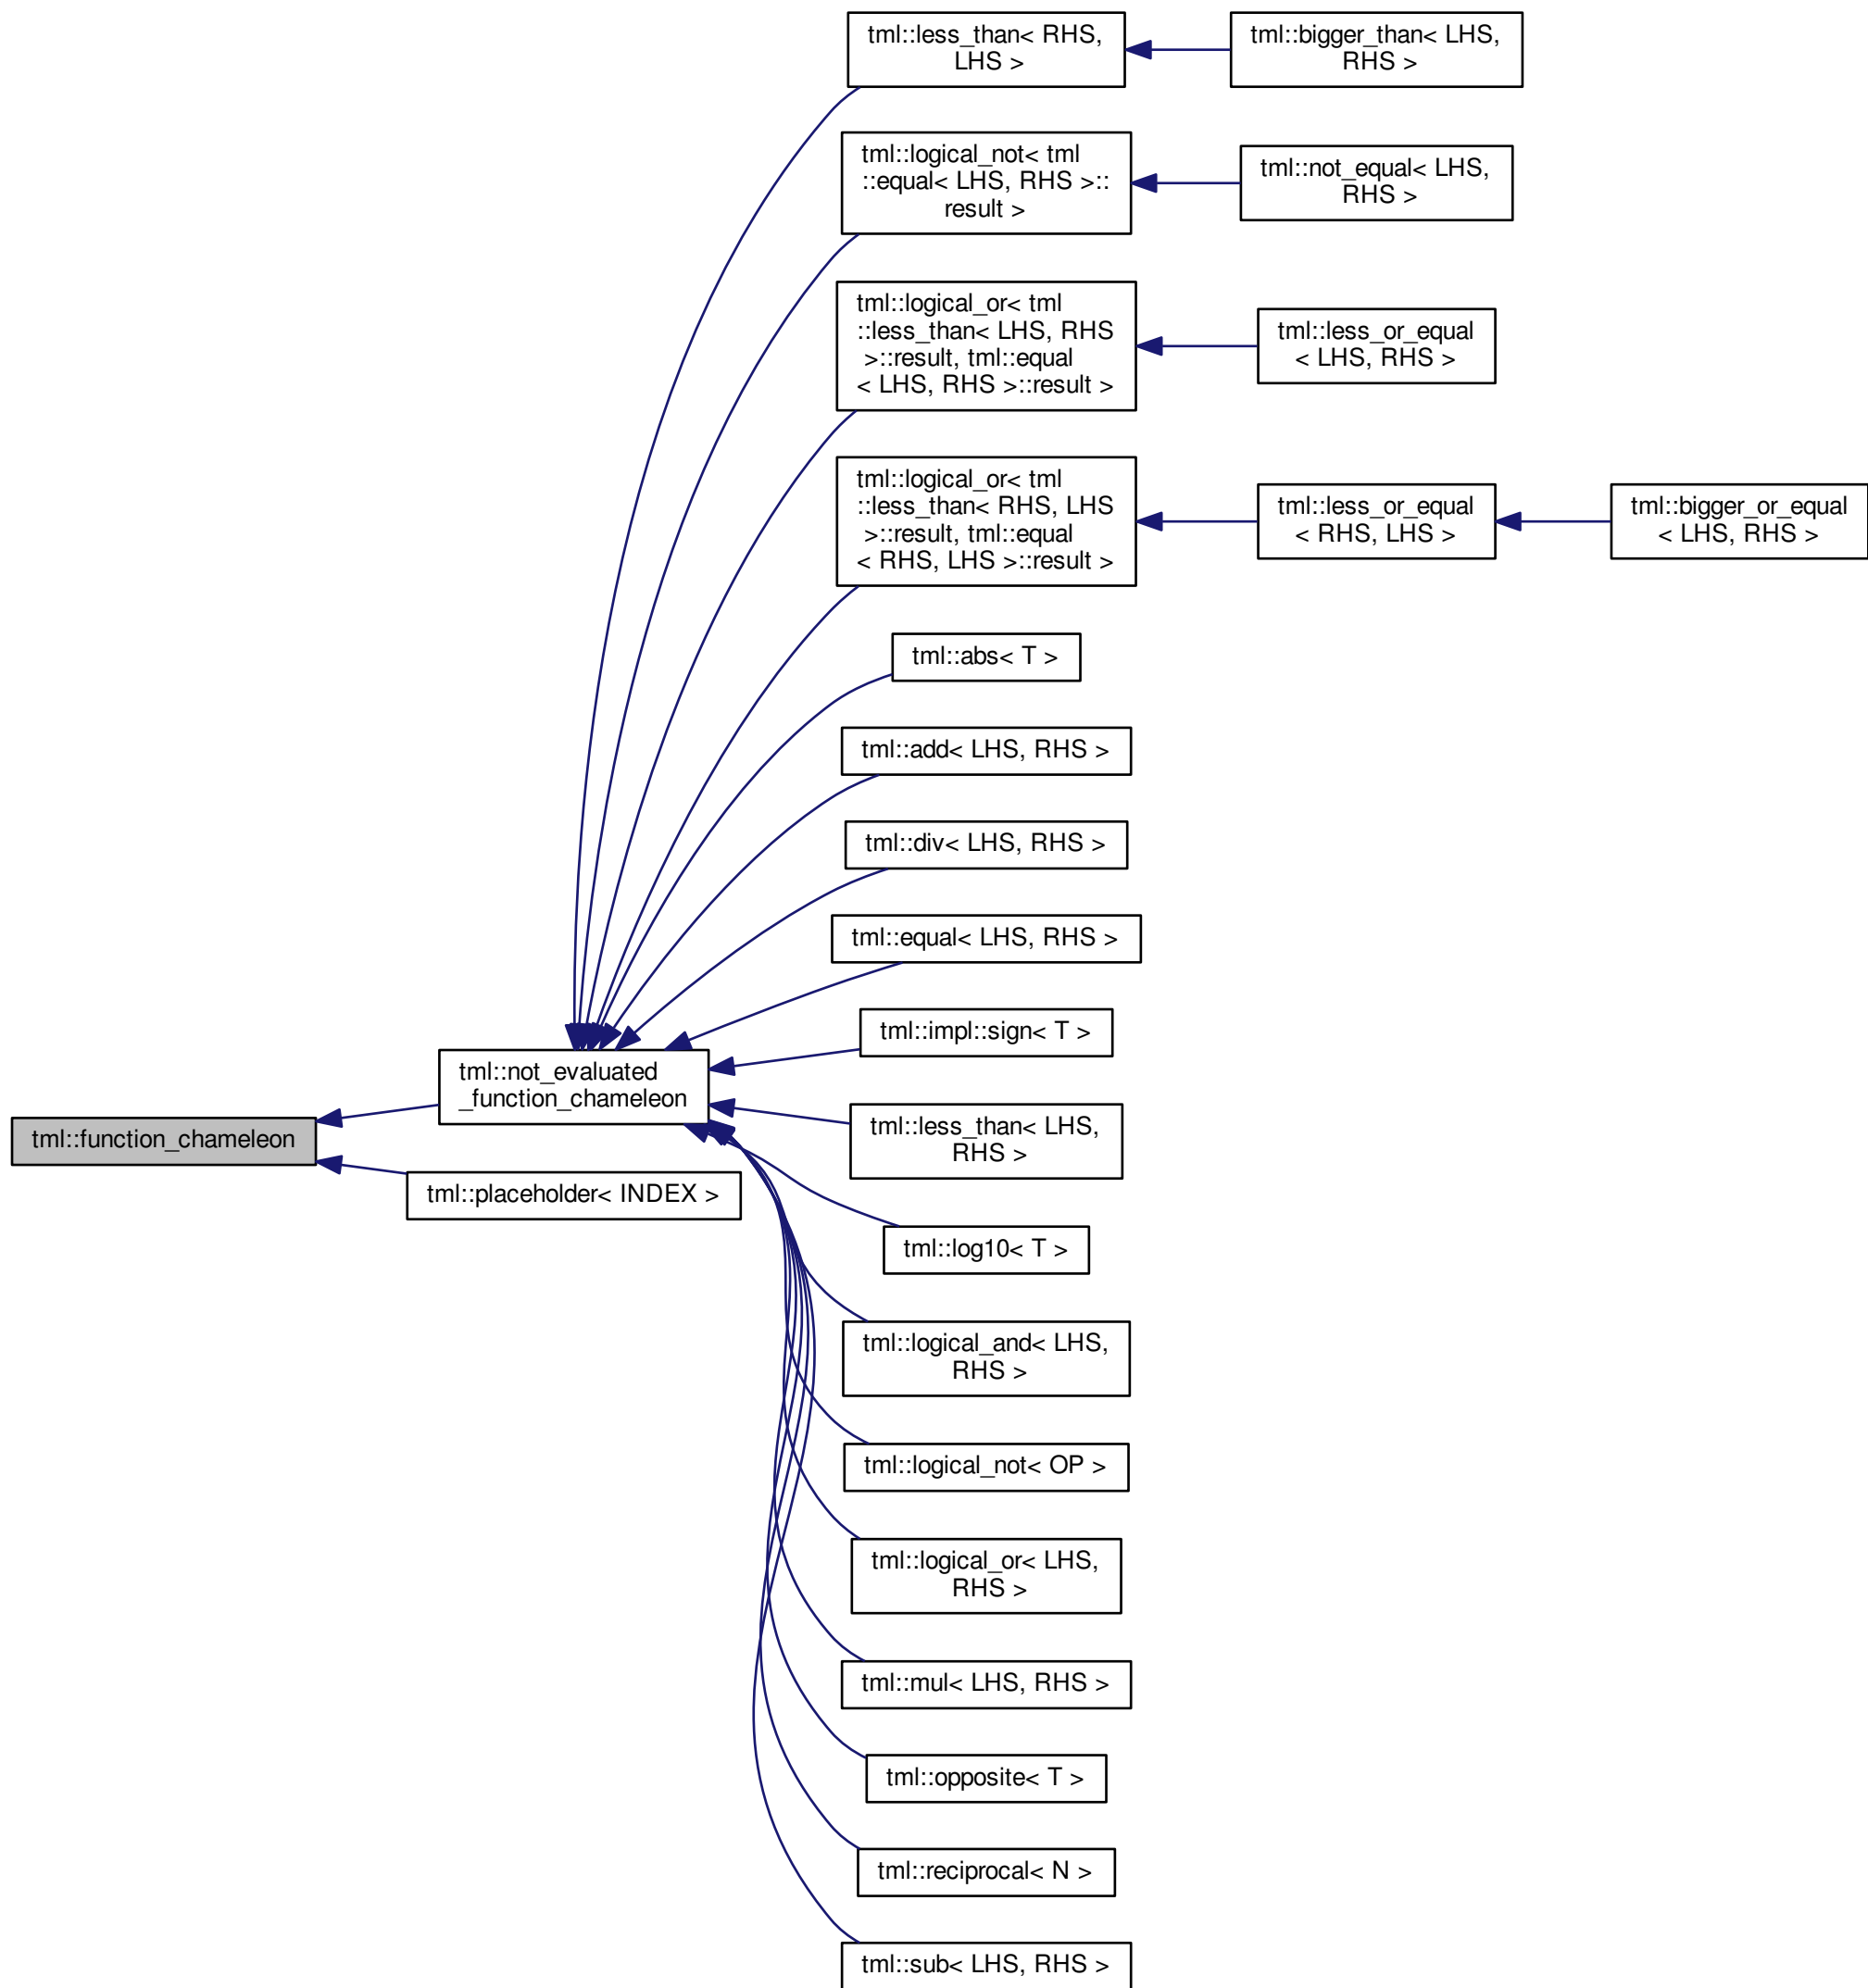 tml::less_than< RHS,
LHS >
tml::bigger_than< LHS,
RHS >
tml::logical_not< tml
::equal< LHS, RHS >::
result >
tml::not_equal< LHS,
RHS >
tml::logical_or< tml
::less_than< LHS, RHS
>::result, tml::equal
< LHS, RHS >::result >
tml::less_or_equal
< LHS, RHS >
tml::logical_or< tml
::less_than< RHS, LHS
>::result, tml::equal
< RHS, LHS >::result >
tml::less_or_equal
< RHS, LHS >
tml::bigger_or_equal
< LHS, RHS >
tml::abs< T >
tml::add< LHS, RHS >
tml::div< LHS, RHS >
tml::equal< LHS, RHS >
tml::impl::sign< T >
tml::not_evaluated
_function_chameleon
tml::less_than< LHS,
RHS >
tml::function_chameleon
tml::placeholder< INDEX >
tml::log10< T >
tml::logical_and< LHS,
RHS >
tml::logical_not< OP >
tml::logical_or< LHS,
RHS >
tml::mul< LHS, RHS >
tml::opposite< T >
tml::reciprocal< N >
tml::sub< LHS, RHS >